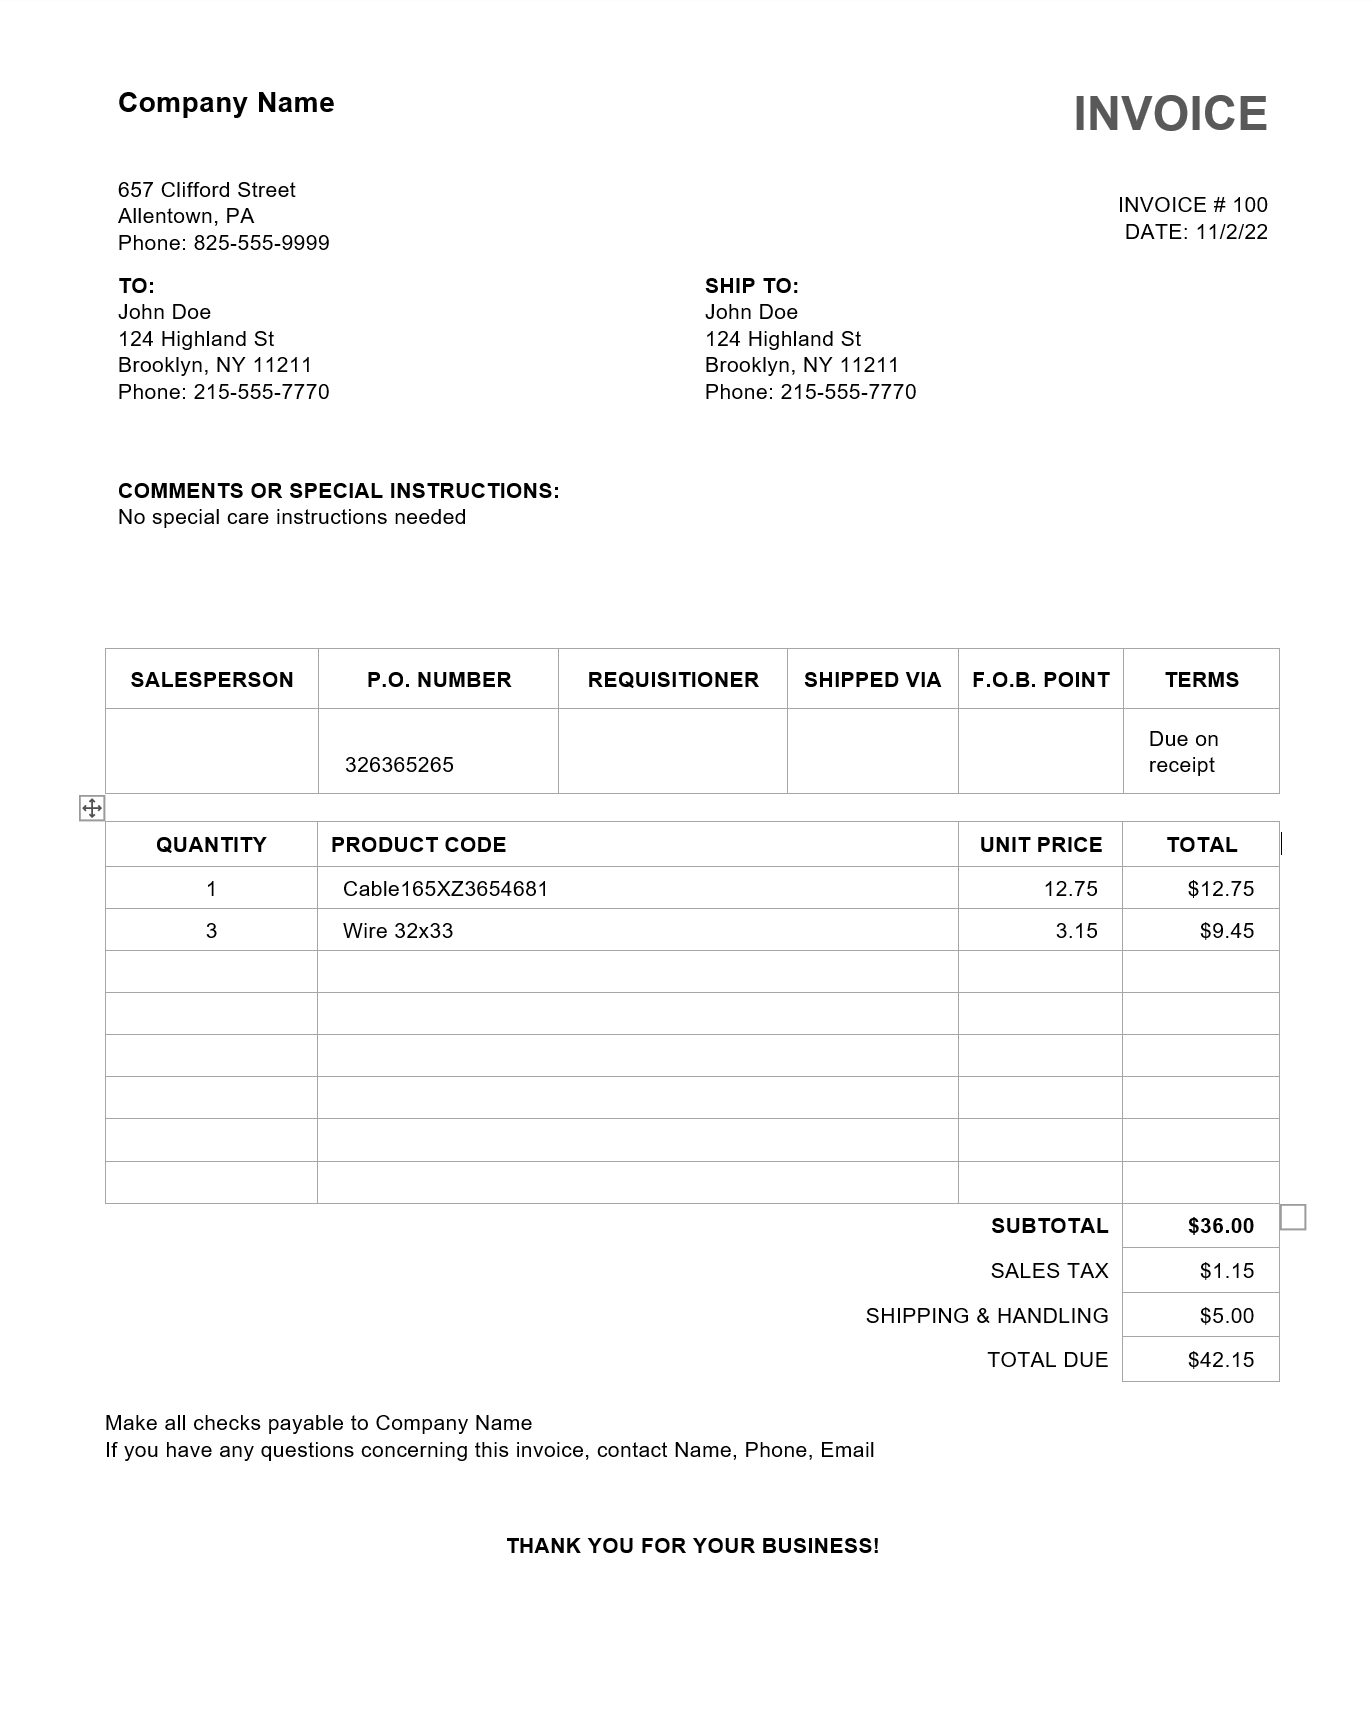 Company Name
INVOICE
657 Clifford Street
Allentown, PA
Phone: 825-555-9999
INVOICE # 100
DATE: 11/2/22
TO:
John Doe
124 Highland St
Brooklyn, NY 11211
Phone: 215-555-7770
SHIP TO:
John Doe
124 Highland St
Brooklyn, NY 11211
Phone: 215-555-7770
COMMENTS OR SPECIAL INSTRUCTIONS:
No special care instructions needed
SALESPERSON P.O. NUMBER REQUISITIONER SHIPPED VIA F.O.B. POINT TERMS
326365265 Due on
receipt
QUANTITY PRODUCT CODE UNIT PRICE TOTAL
1 Cable165XZ3654681 12.75 $12.75
3 Wire 32x33 3.15 $9.45
SUBTOTAL $36.00
SALES TAX $1.15
SHIPPING & HANDLING $5.00
TOTAL DUE $42.15
Make all checks payable to Company Name
If you have any questions concerning this invoice, contact Name, Phone, Email
THANK YOU FOR YOUR BUSINESS!